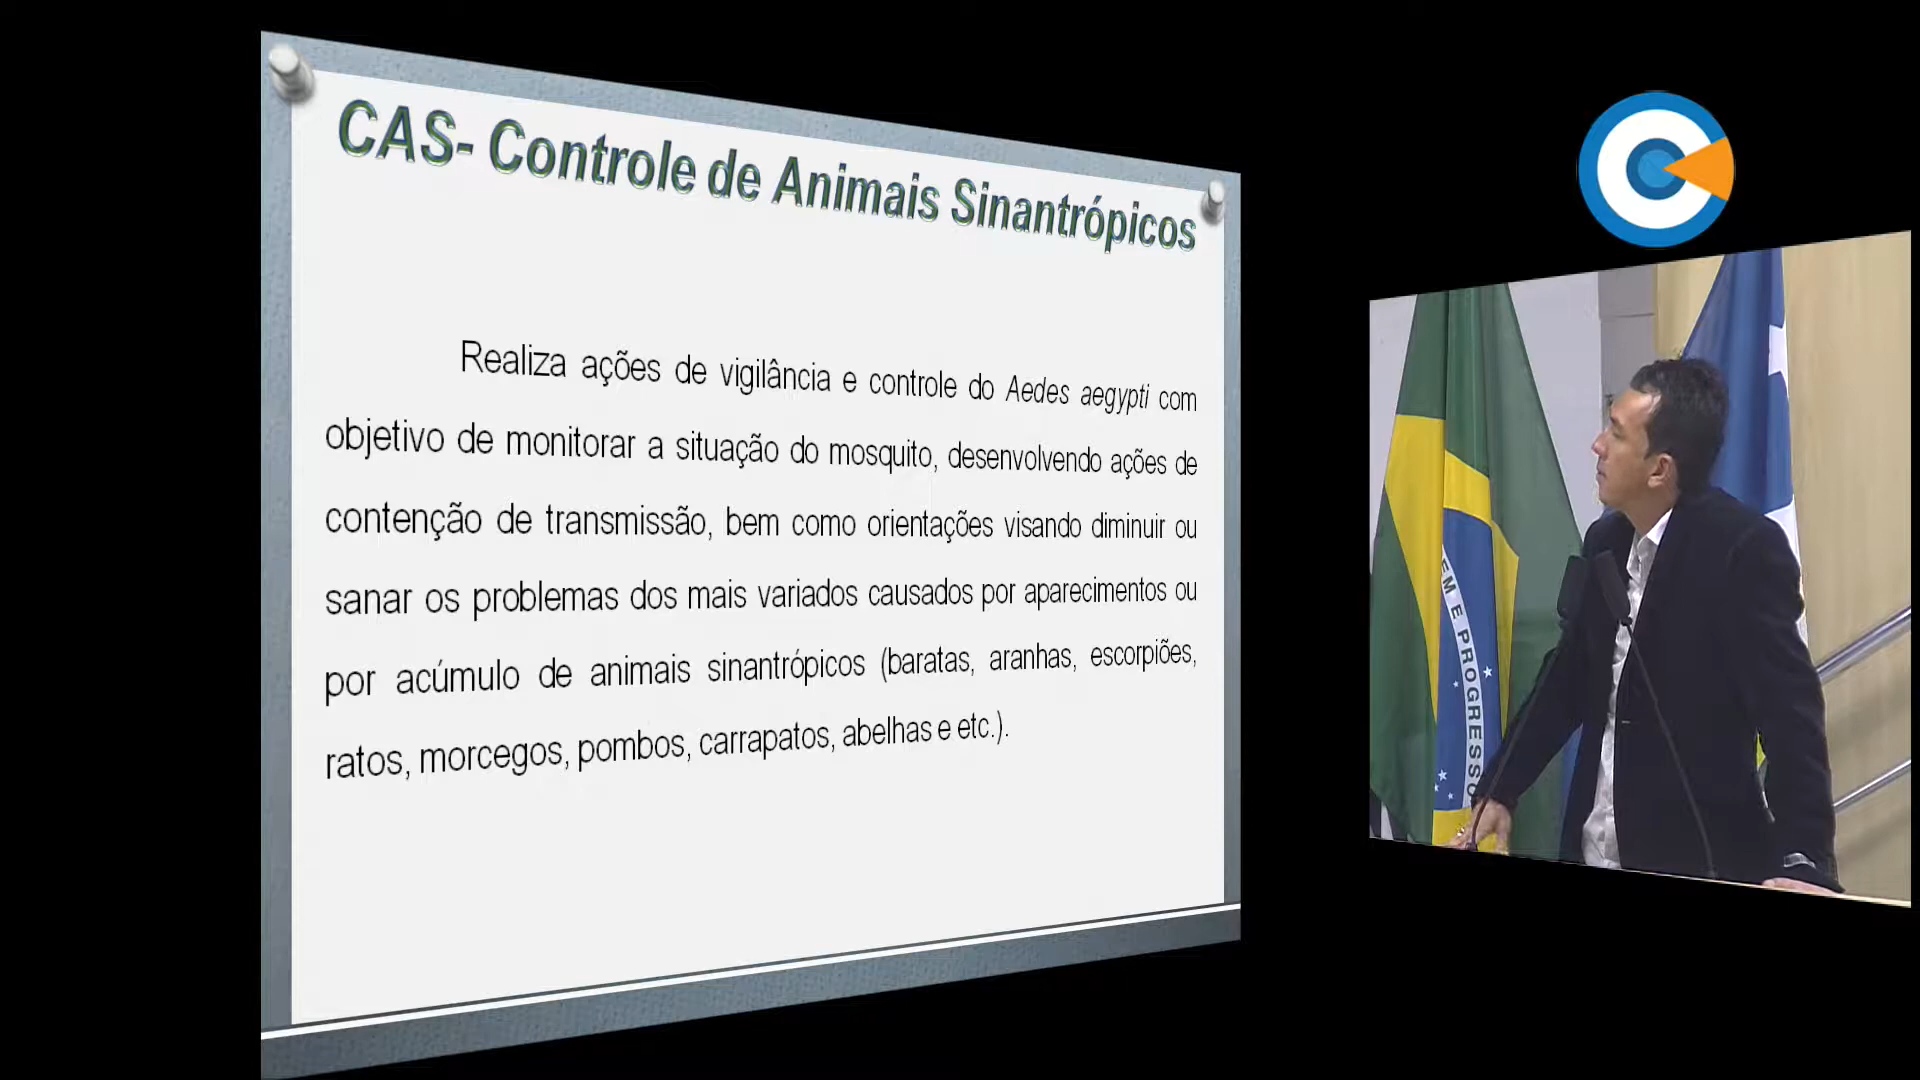 CAS- Controle de Animais Sinantrópicos
Realiza ações de vigilância e controle do Aedes aegypti com
objetivo de monitorar a situação do mosquito, desenvolvendo ações de
contenção de transmissão, bem como orientações visando diminuir ou
sanar os problemas dos mais variados causados por aparecimentos ou
por acúmulo de animais sinantrópicos (baratas, aranhas, escorpiões,
ratos, morcegos, pombos, carrapatos, abelhas e etc.).
EM E PROGRESSO